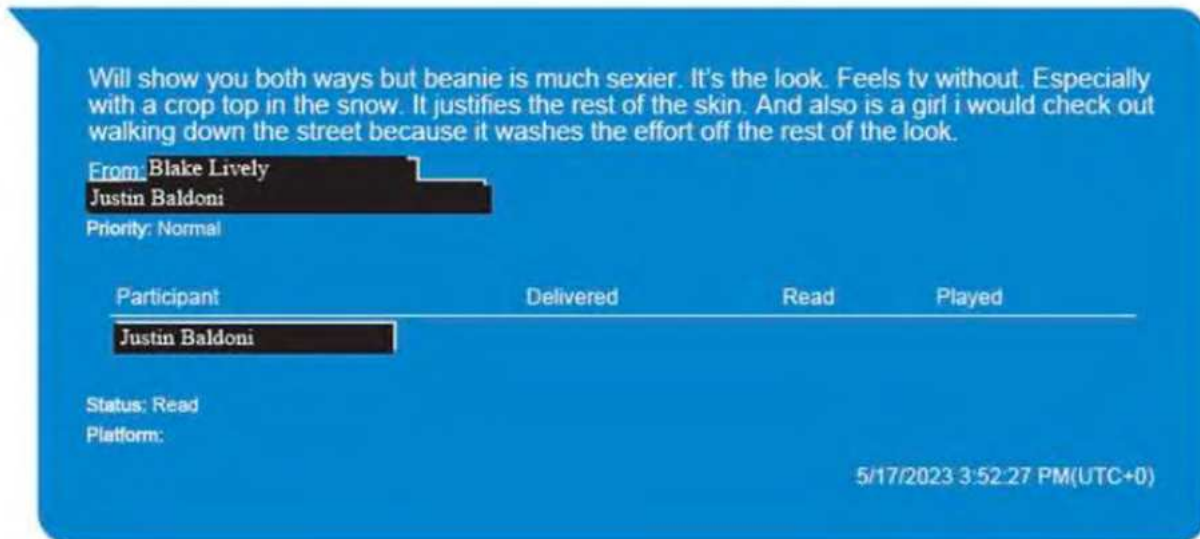 Will show you both ways but beanie is much sexier. It's the look. Feels tv without. Especially
with a crop top in the snow. It justifies the rest of the skin. And also is a girl i would check out
walking down the street because it washes the effort off the rest of the look.
From: Blake Lively
Justin Baldoni
Priority: Normal
Participant Delivered Read Played
Justin Baldoni
Status: Read
Platform:
5/17/2023 3:52:27 PM(UTC+0)